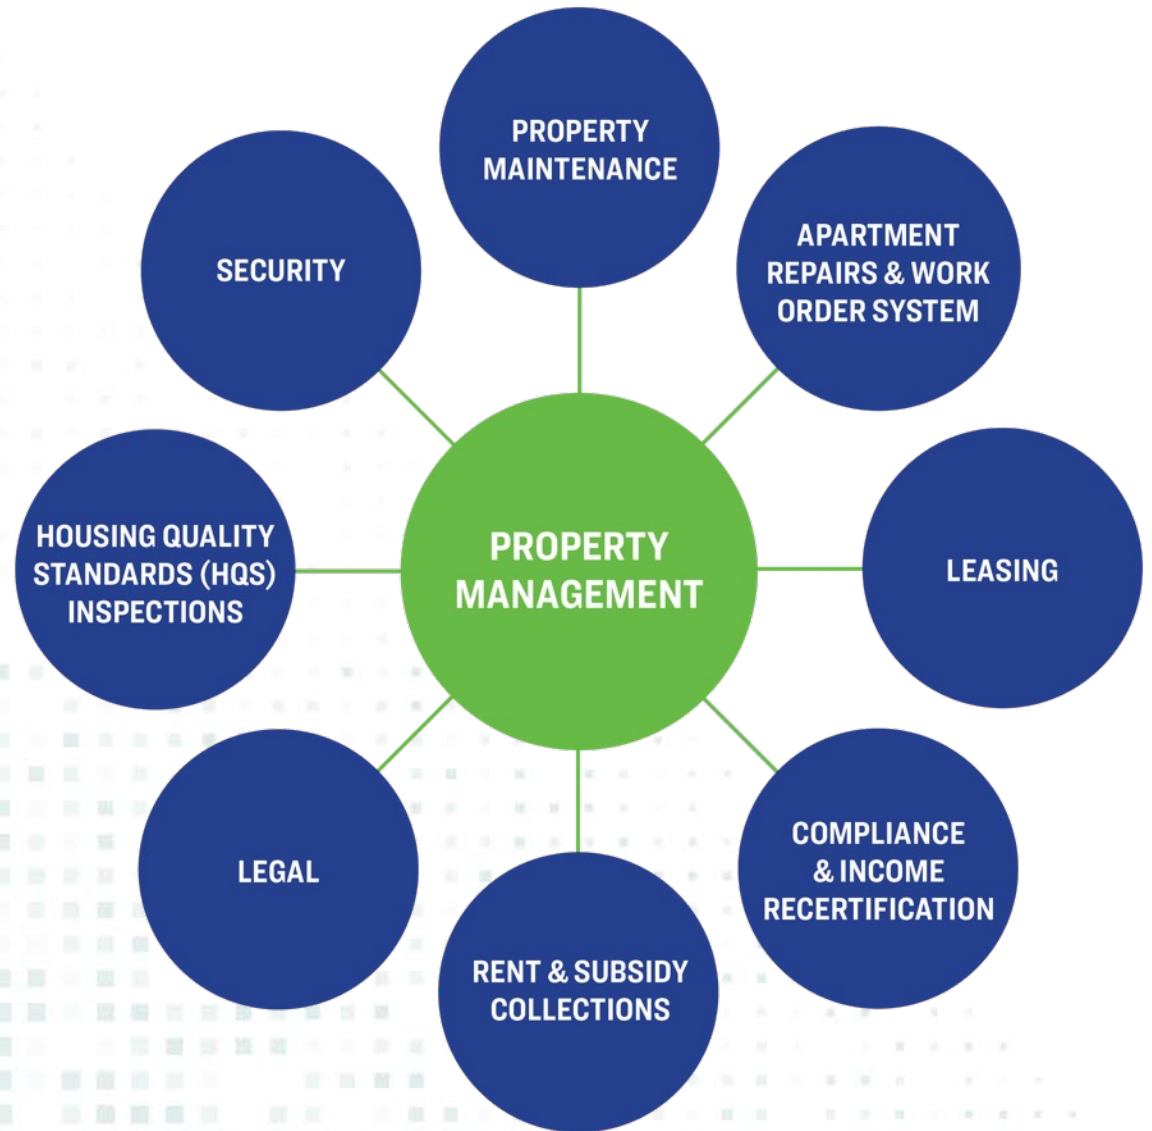 PROPERTY
MAINTENANCE
APARTMENT
REPAIRS & WORK
ORDER SYSTEM
LEASING
COMPLIANCE
& INCOME
RECERTIFICATION
RENT & SUBSIDY
COLLECTIONS
LEGAL
HOUSING QUALITY
STANDARDS (HQS)
INSPECTIONS
SECURITY
PROPERTY
MANAGEMENT